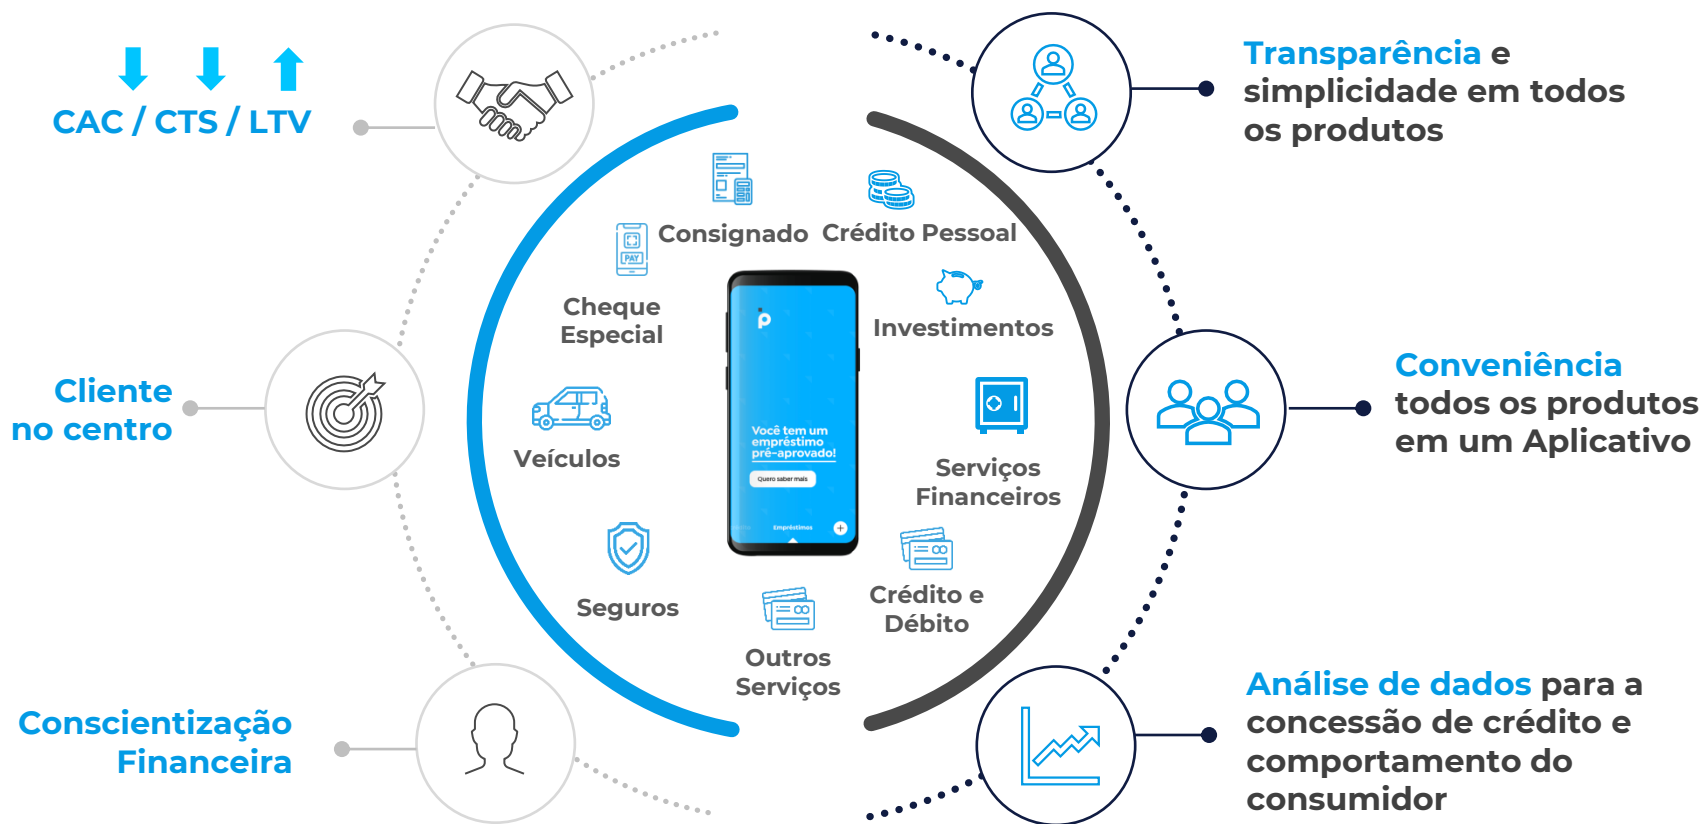 CAC / CTS / LTV
Transparência e
simplicidade em todos
os produtos
Consignado
Crédito Pessoal
PAY
Cheque
Especial
Investimentos
Cliente
no centro
Conveniência
todos os produtos
em um Aplicativo
Você tem um
empréstimo
pré-aprovado!
Quero saber mais
Empréstimos
Veículos
Serviços
Financeiros
Seguros
Crédito e
Débito
Outros
Serviços
Conscientização
Financeira
Análise de dados para a
concessão de crédito e
comportamento do
consumidor